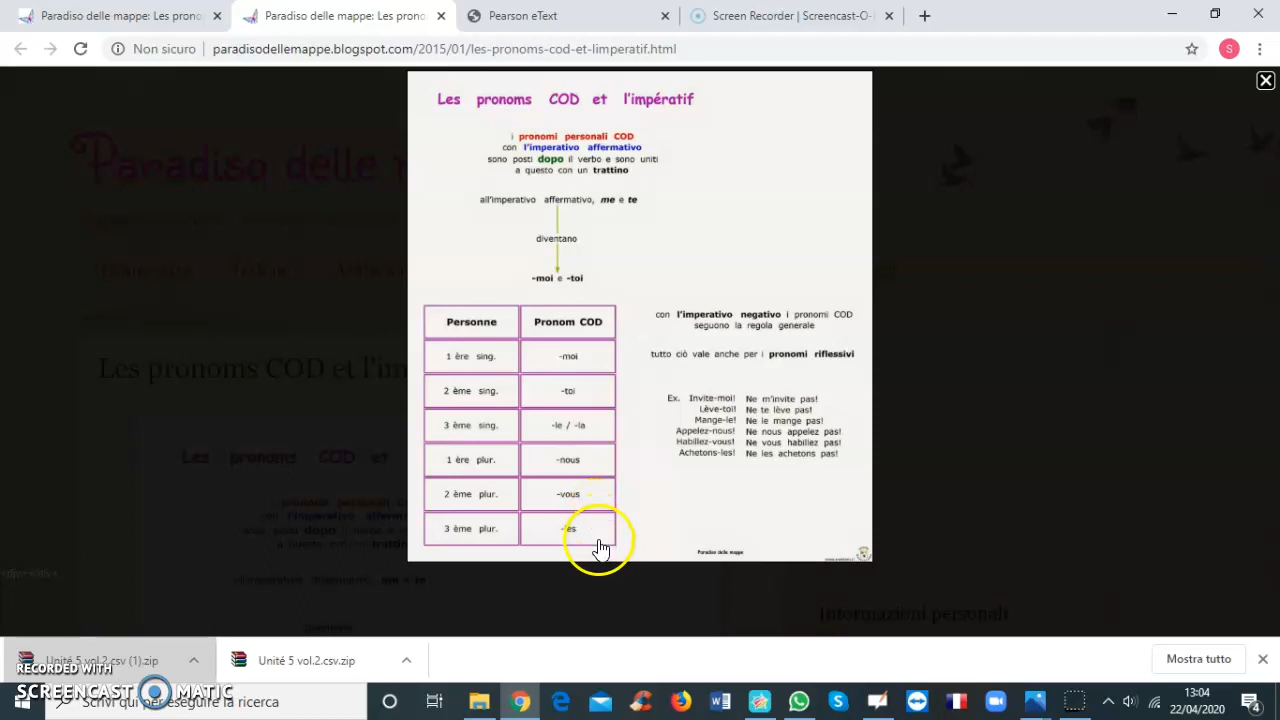 Paradiso delle mappe: Les prono
Paradiso delle mappe: Les prono
Pearson eText
Screen Recorder | Screencast-O-
Non sicuro
paradisodellemappe.blogspot.com/2015/01/les-pronoms-cod-et-limperatif.html
S
Les pronoms COD et l'impératif
i pronomi personali COD
con l'imperativo affermativo
sono posti dopo il verbo e sono uniti
a questo con un trattino
all'imperativo affermativo, me e te
diventano
-moi e -toi
Personne Pronom COD
1 ère sing. -moi
2 ème sing. -toi
3 ème sing. -le / -la
1 ère plur. -nous
2 ème plur. -vous
3 ème plur. -les
con l'imperativo negativo i pronomi COD
seguono la regola generale
tutto ciò vale anche per i pronomi riflessivi
Ex. Invite-moi! Ne m'invite pas!
Lève-toi! Ne te lève pas!
Mange-le! Ne le mange pas!
Appelez-nous! Ne nous appelez pas!
Habillez-vous! Ne vous habillez pas!
Achetons-les! Ne les achetons pas!
Paradiso delle mappe
Les pronoms COD et l'im
Les pronoms COD et
Informazioni personali
Unité 5 vol.2.csv (1).zip
Unité 5 vol.2.csv.zip
Mostra tutto
RECORDED WITH
SCREENCAST MATIC
Scrivi qui per eseguire la ricerca
13:04
22/04/2020
4